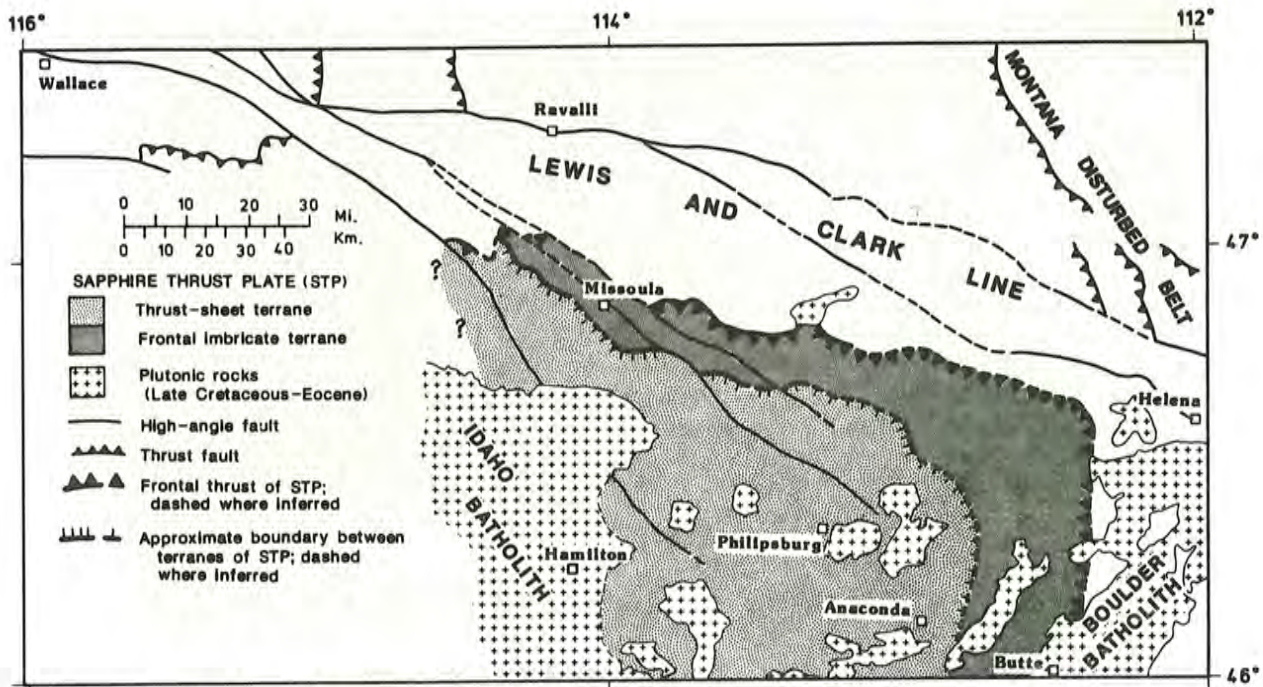 116°
114°
112°
Wallace
Ravalli
MONTANA DISTURBED BELT
LEWIS AND CLARK LINE
47°
0 10 20 30 Mi.
0 10 20 30 40 Km.
SAPPHIRE THRUST PLATE (STP)
Thrust-sheet terrane
Frontal imbricate terrane
Plutonic rocks
(Late Cretaceous-Eocene)
High-angle fault
Thrust fault
Frontal thrust of STP;
dashed where inferred
Approximate boundary between
terranes of STP; dashed
where inferred
?
?
Missoula
Helena
IDAHO BATHOLITH
Hamilton
Philipsburg
Anaconda
BOULDER
BATHOLITH
Butte
46°